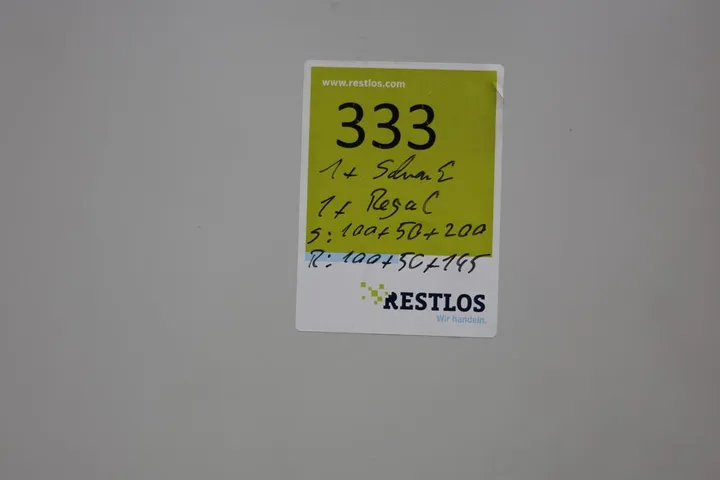 www.restlos.com
333
1x Schrank
1x Regal
S: 100x50x200
R: 100x50x195
RESTLOS
Wir handeln.